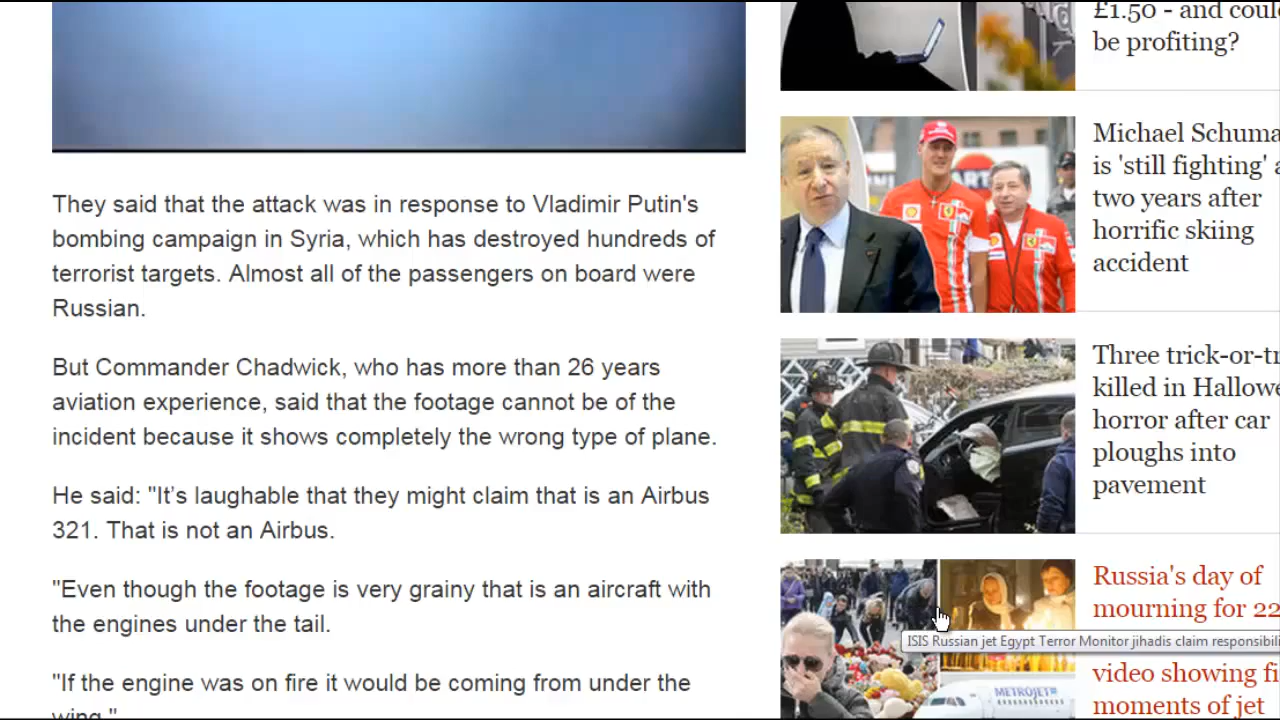 They said that the attack was in response to Vladimir Putin's
bombing campaign in Syria, which has destroyed hundreds of
terrorist targets. Almost all of the passengers on board were
Russian.
But Commander Chadwick, who has more than 26 years
aviation experience, said that the footage cannot be of the
incident because it shows completely the wrong type of plane.
He said: "It's laughable that they might claim that is an Airbus
321. That is not an Airbus.
"Even though the footage is very grainy that is an aircraft with
the engines under the tail.
"If the engine was on fire it would be coming from under the
wing."
£1.50 - and coul
be profiting?
Michael Schuma
is 'still fighting' a
two years after
horrific skiing
accident
Three trick-or-tr
killed in Hallowe
horror after car
ploughs into
pavement
Russia's day of
mourning for 22
ISIS Russian jet Egypt Terror Monitor jihadis claim responsibili
video showing fi
moments of jet
METROJET